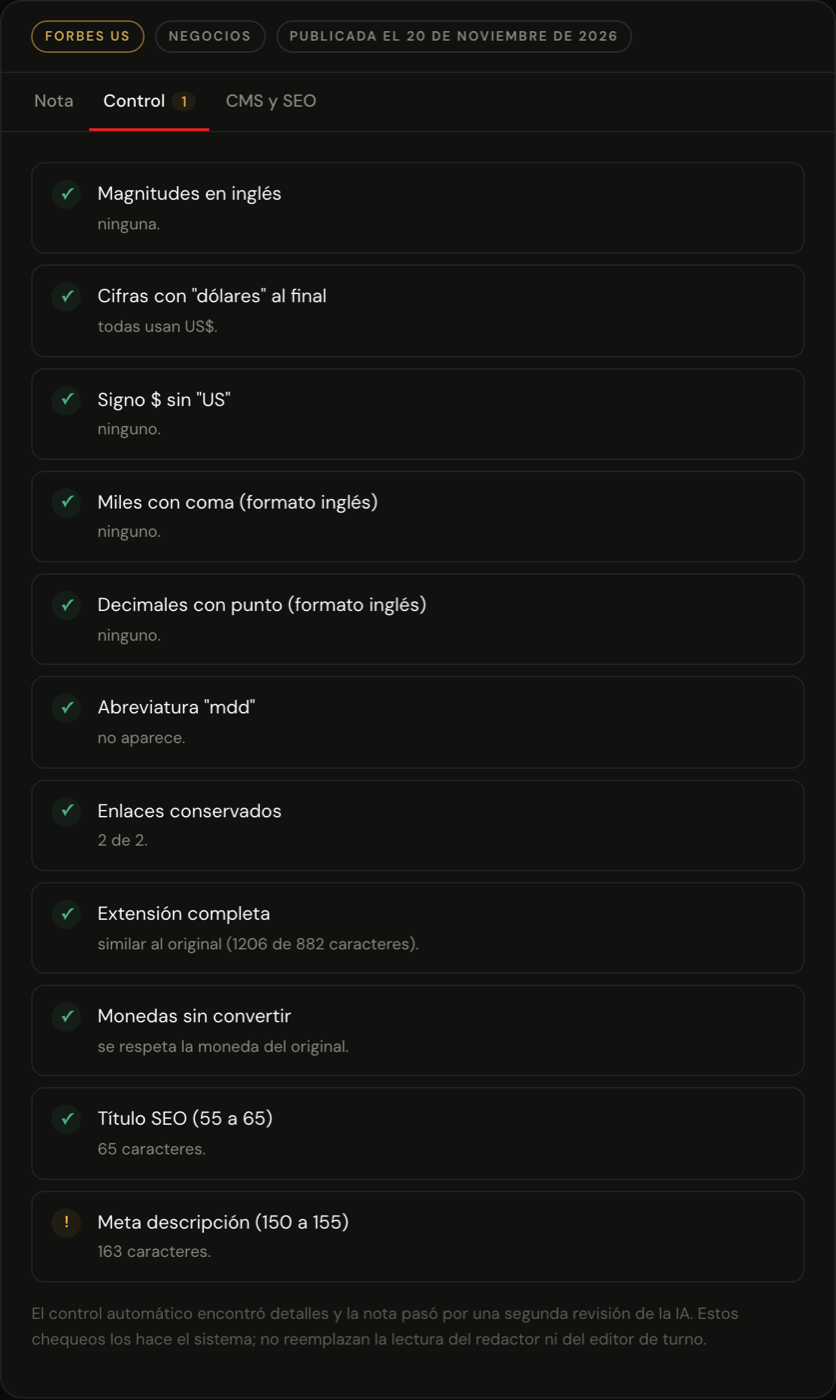 FORBES US
NEGOCIOS
PUBLICADA EL 20 DE NOVIEMBRE DE 2026
Nota
Control 1
CMS y SEO
✓ Magnitudes en inglés
ninguna.
✓ Cifras con "dólares" al final
todas usan US$.
✓ Signo $ sin "US"
ninguno.
✓ Miles con coma (formato inglés)
ninguno.
✓ Decimales con punto (formato inglés)
ninguno.
✓ Abreviatura "mdd"
no aparece.
✓ Enlaces conservados
2 de 2.
✓ Extensión completa
similar al original (1206 de 882 caracteres).
✓ Monedas sin convertir
se respeta la moneda del original.
✓ Título SEO (55 a 65)
65 caracteres.
! Meta descripción (150 a 155)
163 caracteres.
El control automático encontró detalles y la nota pasó por una segunda revisión de la IA. Estos
chequeos los hace el sistema; no reemplazan la lectura del redactor ni del editor de turno.